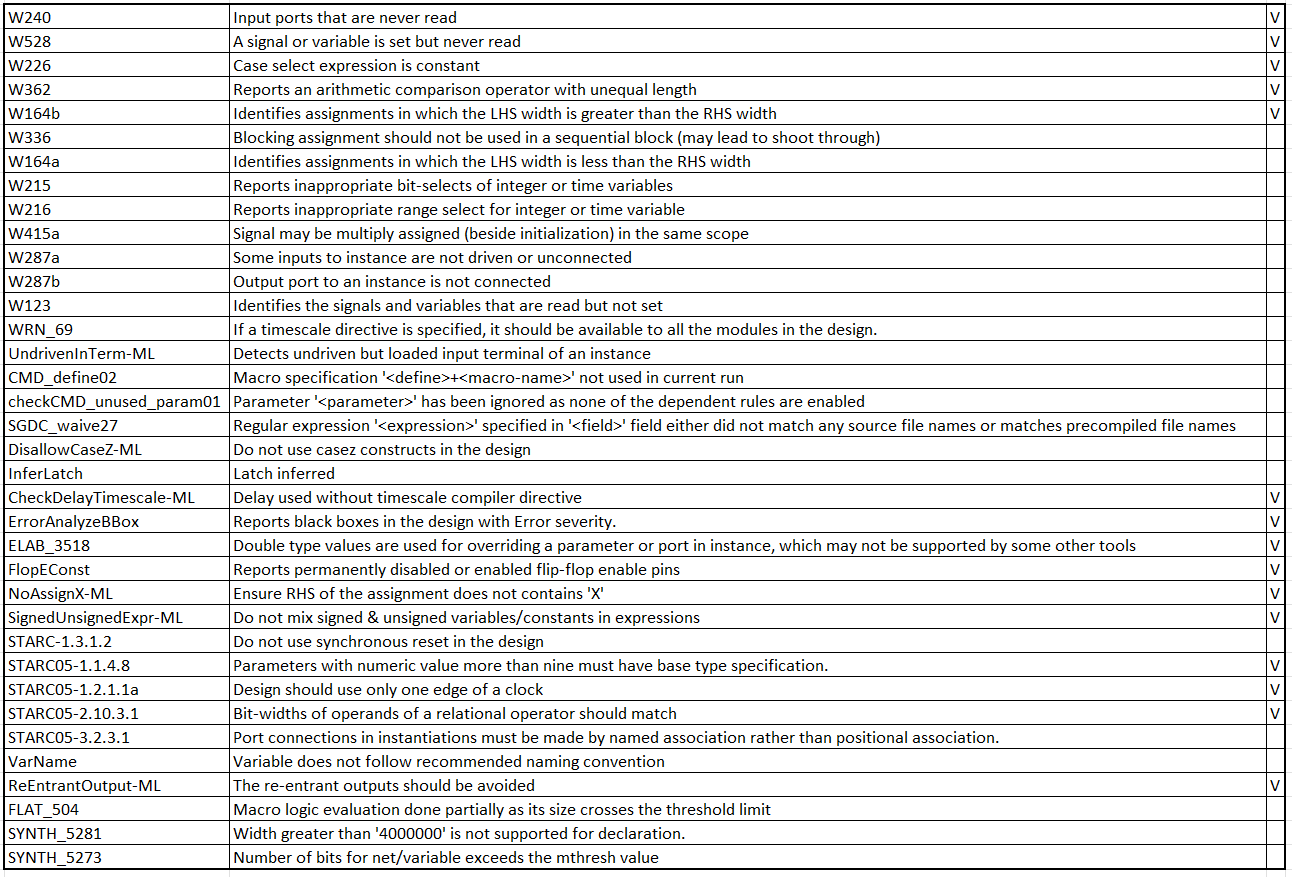 W240 Input ports that are never read V
W528 A signal or variable is set but never read V
W226 Case select expression is constant V
W362 Reports an arithmetic comparison operator with unequal length V
W164b Identifies assignments in which the LHS width is greater than the RHS width V
W336 Blocking assignment should not be used in a sequential block (may lead to shoot through)
W164a Identifies assignments in which the LHS width is less than the RHS width
W215 Reports inappropriate bit-selects of integer or time variables
W216 Reports inappropriate range select for integer or time variable
W415a Signal may be multiply assigned (beside initialization) in the same scope
W287a Some inputs to instance are not driven or unconnected
W287b Output port to an instance is not connected
W123 Identifies the signals and variables that are read but not set
WRN_69 If a timescale directive is specified, it should be available to all the modules in the design.
UndrivenInTerm-ML Detects undriven but loaded input terminal of an instance
CMD_define02 Macro specification '<define>+<macro-name>' not used in current run
checkCMD_unused_param01 Parameter '<parameter>' has been ignored as none of the dependent rules are enabled
SGDC_waive27 Regular expression '<expression>' specified in '<field>' field either did not match any source file names or matches precompiled file names
DisallowCaseZ-ML Do not use casez constructs in the design
InferLatch Latch inferred
CheckDelayTimescale-ML Delay used without timescale compiler directive V
ErrorAnalyzeBBox Reports black boxes in the design with Error severity. V
ELAB_3518 Double type values are used for overriding a parameter or port in instance, which may not be supported by some other tools V
FlopEConst Reports permanently disabled or enabled flip-flop enable pins V
NoAssignX-ML Ensure RHS of the assignment does not contains 'X' V
SignedUnsignedExpr-ML Do not mix signed & unsigned variables/constants in expressions V
STARC-1.3.1.2 Do not use synchronous reset in the design
STARC05-1.1.4.8 Parameters with numeric value more than nine must have base type specification. V
STARC05-1.2.1.1a Design should use only one edge of a clock V
STARC05-2.10.3.1 Bit-widths of operands of a relational operator should match V
STARC05-3.2.3.1 Port connections in instantiations must be made by named association rather than positional association.
VarName Variable does not follow recommended naming convention
ReEntrantOutput-ML The re-entrant outputs should be avoided V
FLAT_504 Macro logic evaluation done partially as its size crosses the threshold limit
SYNTH_5281 Width greater than '4000000' is not supported for declaration.
SYNTH_5273 Number of bits for net/variable exceeds the mthresh value